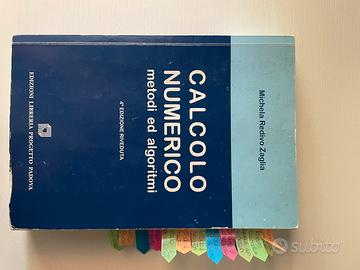 Michela Redivo Zaglia
CALCOLO
NUMERICO
metodi ed algoritmi
4ª EDIZIONE RIVEDUTA
EDIZIONI LIBRERIA PROGETTO PADOVA
subito